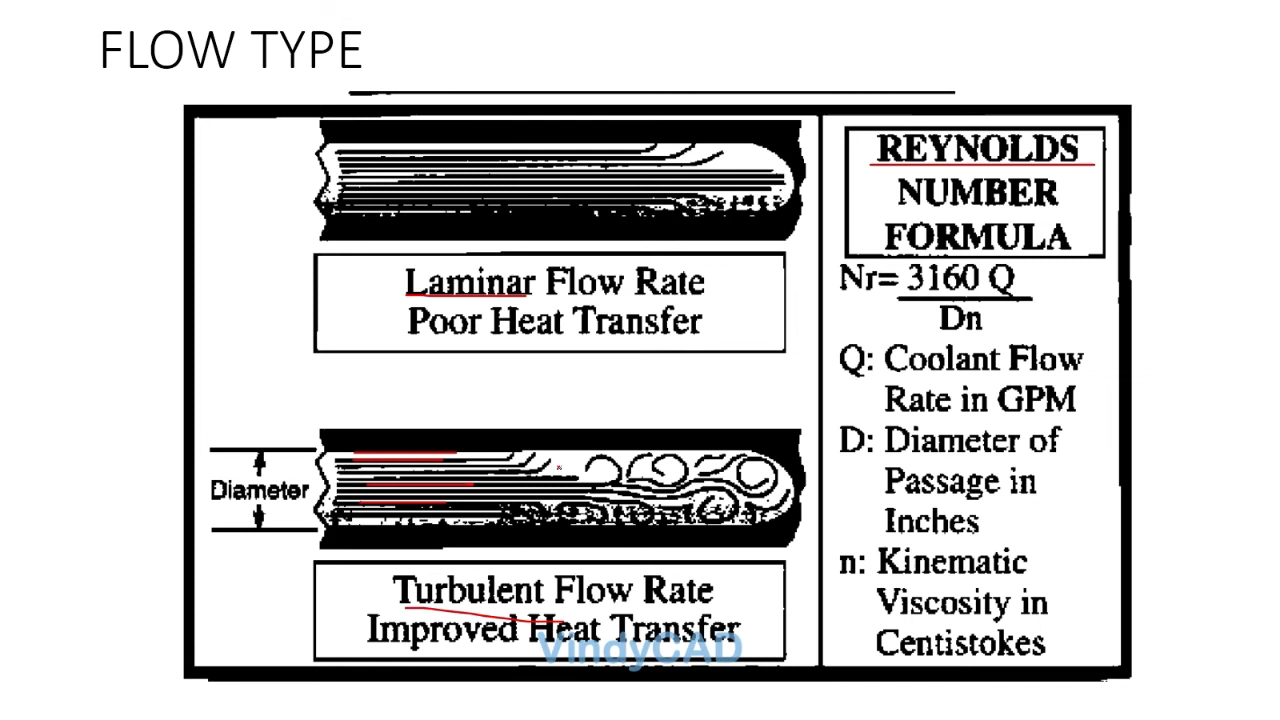 FLOW TYPE
Laminar Flow Rate
Poor Heat Transfer
Diameter
Turbulent Flow Rate
Improved Heat Transfer
VindyCAD
REYNOLDS
NUMBER
FORMULA
Nr= 3160 Q
Dn
Q: Coolant Flow
Rate in GPM
D: Diameter of
Passage in
Inches
n: Kinematic
Viscosity in
Centistokes